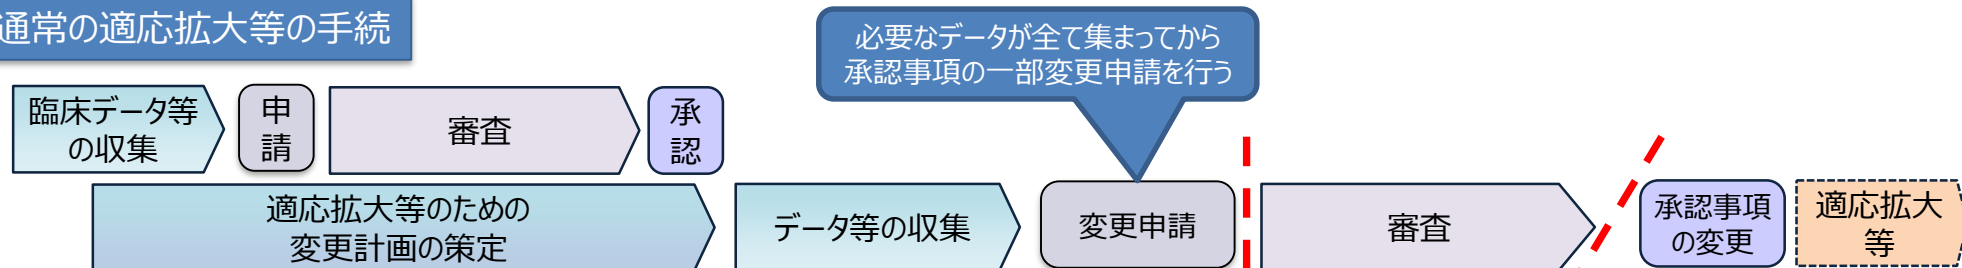 通常の適応拡大等の手続
必要なデータが全て集まってから
承認事項の一部変更申請を行う
臨床データ等
の収集
申
請
審査
承
認
適応拡大等のための
変更計画の策定
データ等の収集
変更申請
審査
承認事項
の変更
適応拡大
等